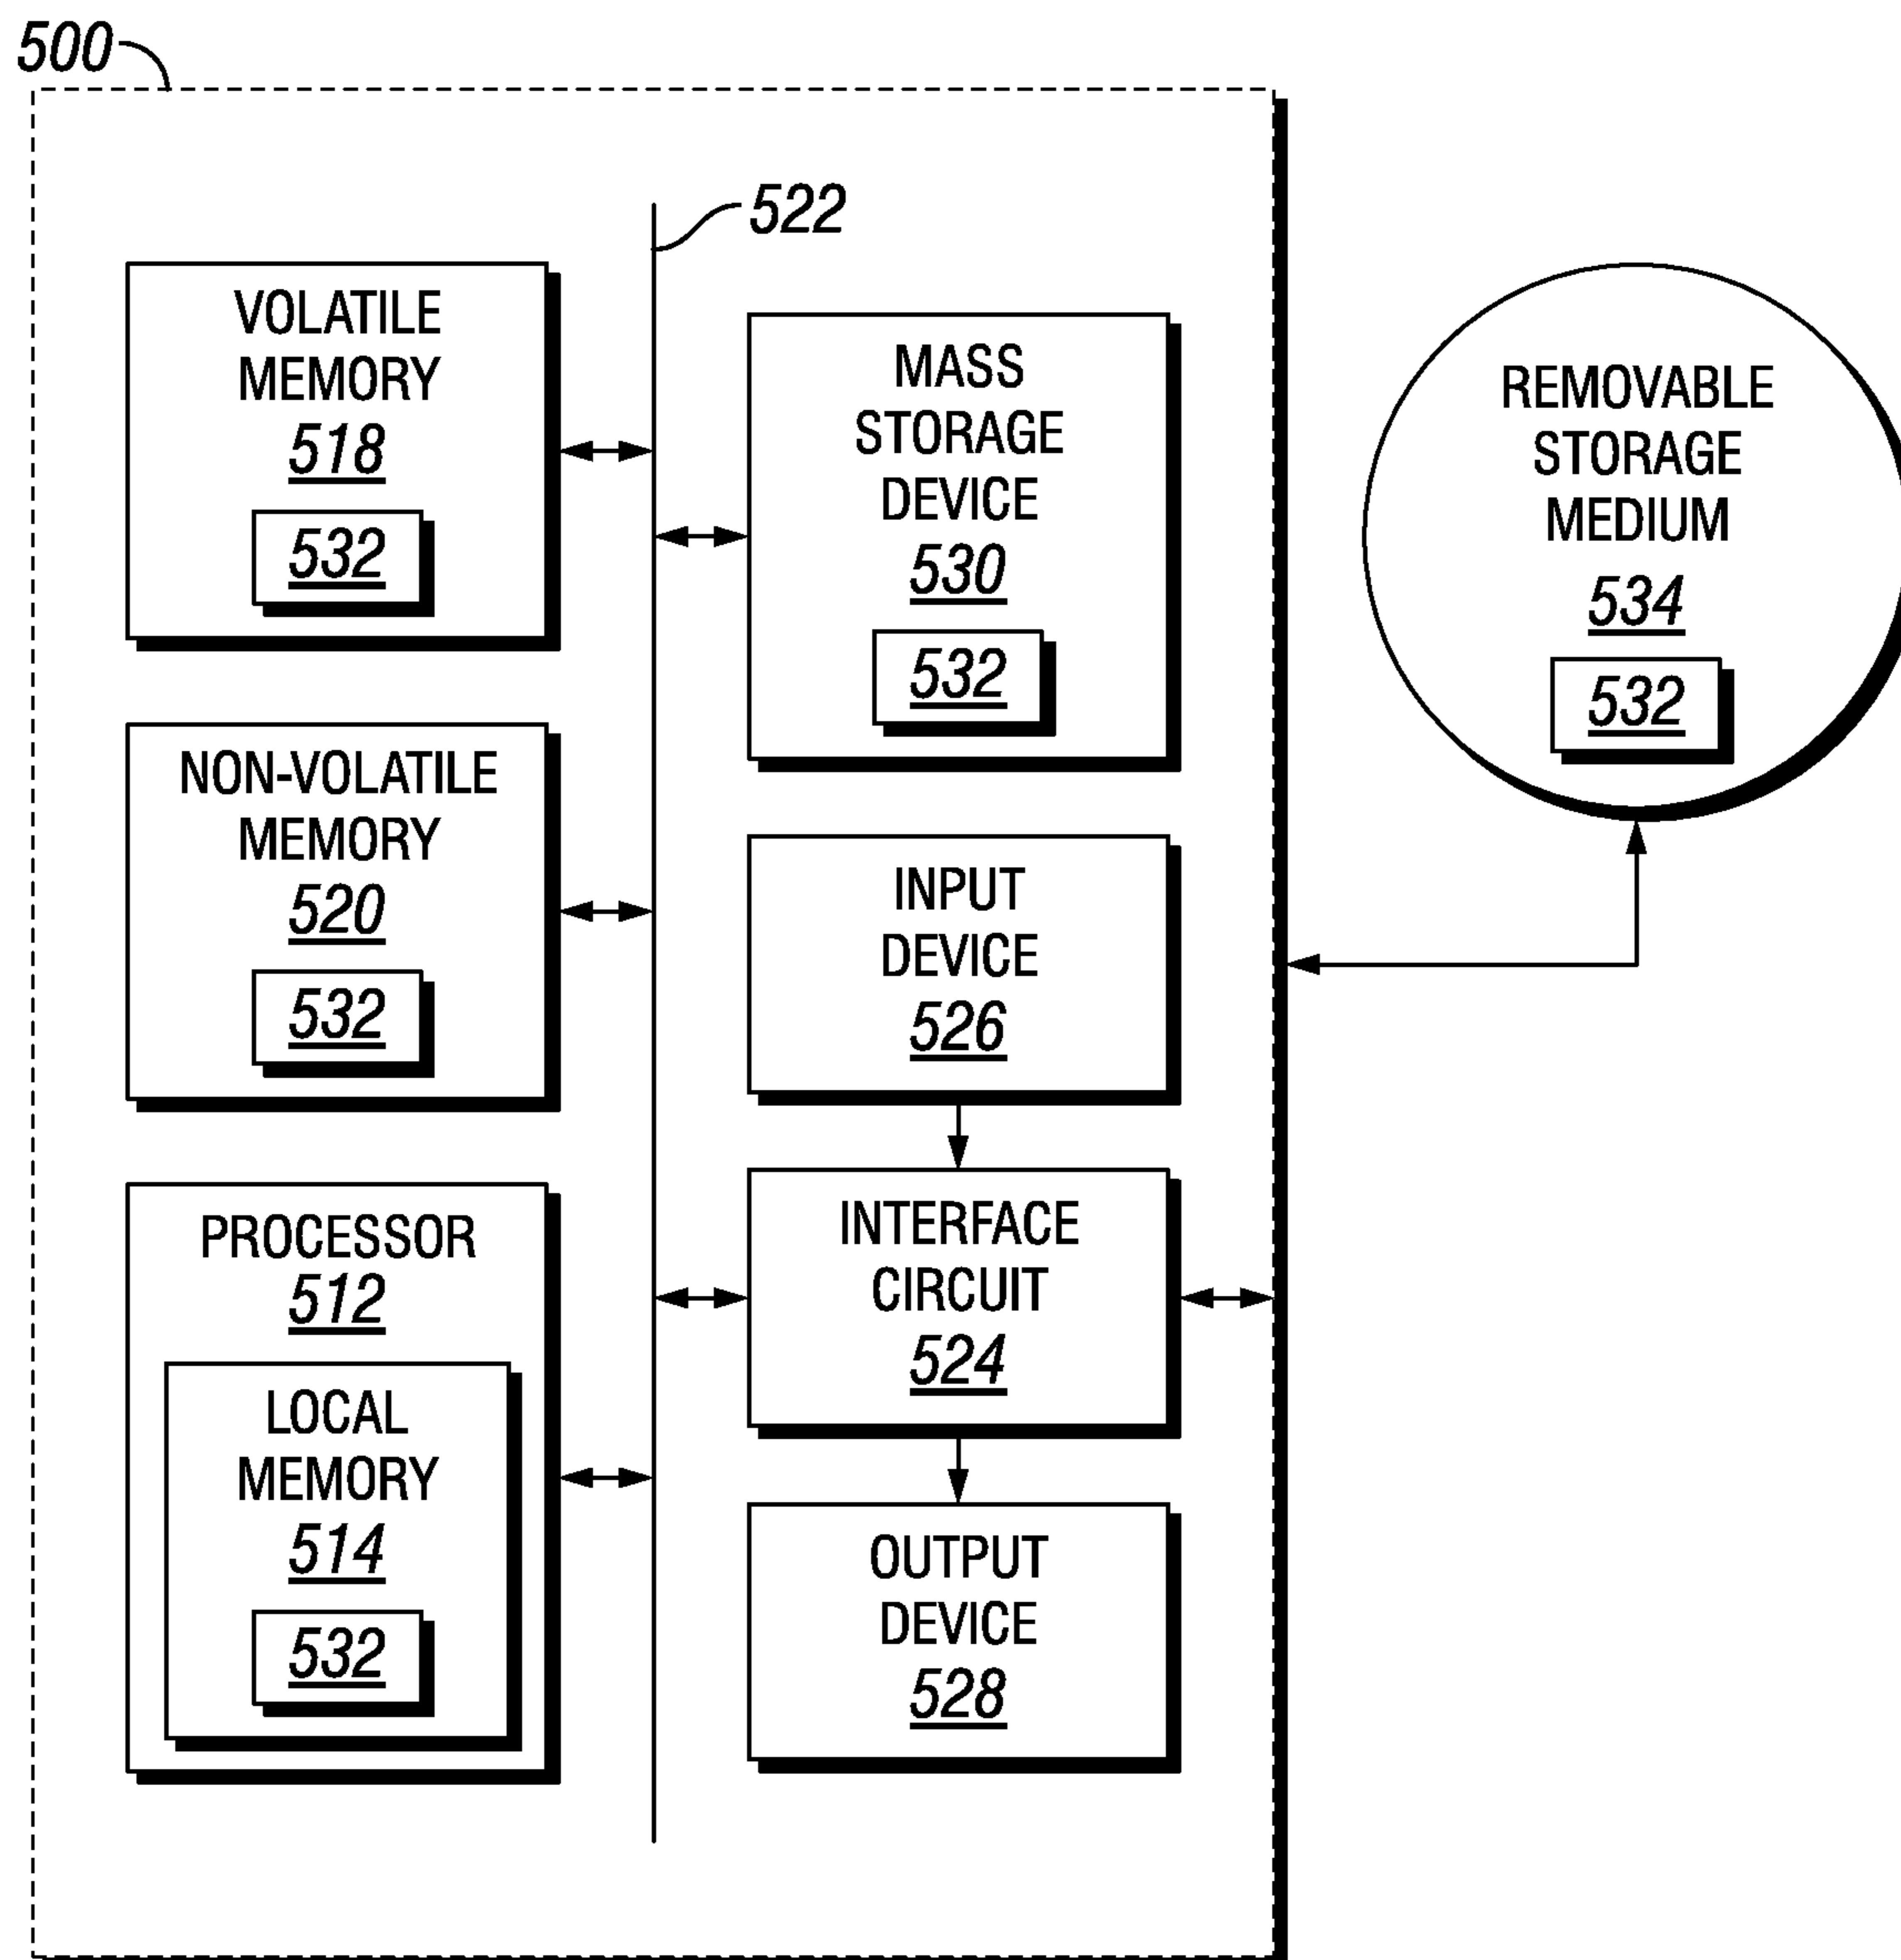 500
522
VOLATILE
MEMORY
518
532
NON-VOLATILE
MEMORY
520
532
PROCESSOR
512
LOCAL
MEMORY
514
532
MASS
STORAGE
DEVICE
530
532
INPUT
DEVICE
526
INTERFACE
CIRCUIT
524
OUTPUT
DEVICE
528
REMOVABLE
STORAGE
MEDIUM
534
532